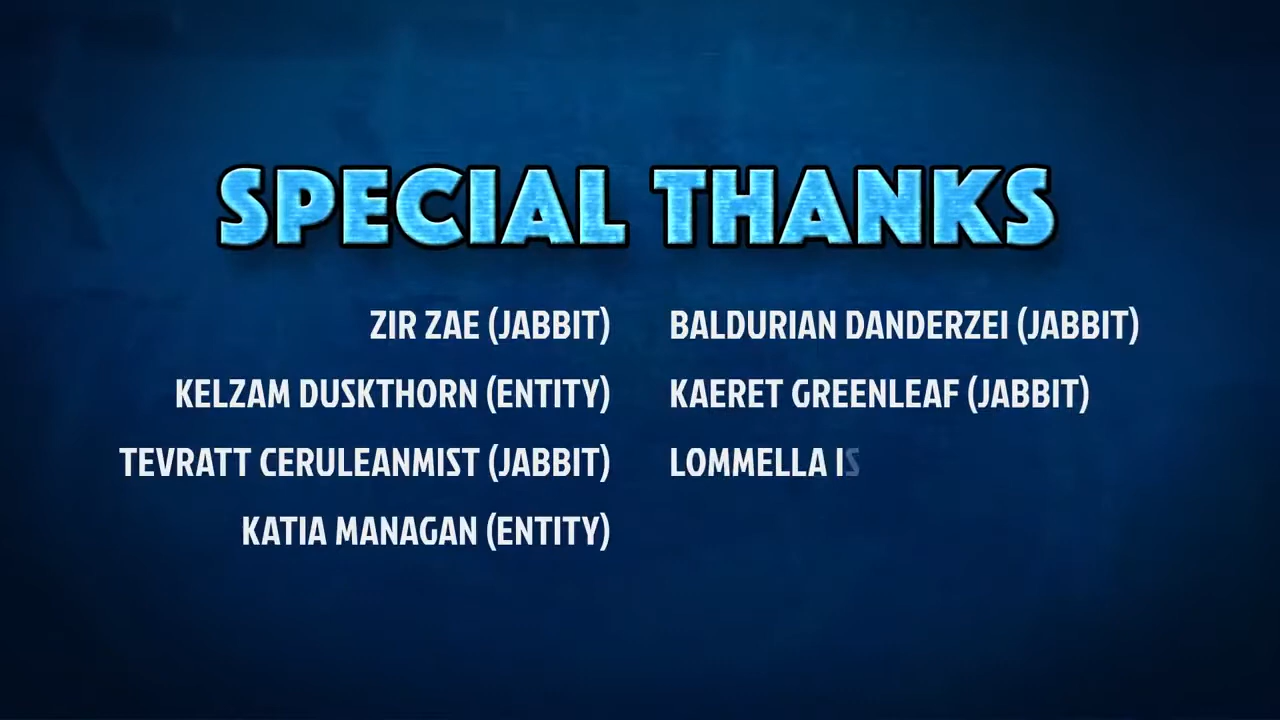 SPECIAL THANKS
ZIR ZAE (JABBIT)
KELZAM DUSKTHORN (ENTITY)
TEVRATT CERULEANMIST (JABBIT)
KATIA MANAGAN (ENTITY)
BALDURIAN DANDERZEI (JABBIT)
KAERET GREENLEAF (JABBIT)
LOMMELLA IS